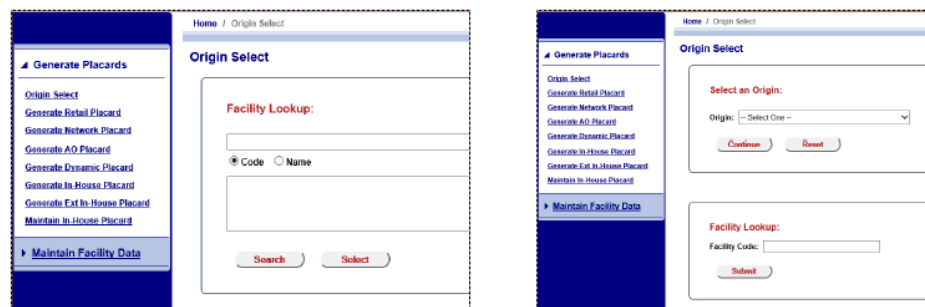 Home / Origin Select
Generate Placards
Origin Select
Generate Retail Placard
Generate Network Placard
Generate AO Placard
Generate Dynamic Placard
Generate In-House Placard
Generate Ext In-House Placard
Maintain In-House Placard
Maintain Facility Data
Origin Select
Facility Lookup:
Code Name
Search Select
Home / Origin Select
Generate Placards
Origin Select
Generate Retail Placard
Generate Network Placard
Generate AO Placard
Generate Dynamic Placard
Generate In-House Placard
Generate Ext In-House Placard
Maintain In-House Placard
Maintain Facility Data
Origin Select
Select an Origin:
Origin: -- Select One --
Continue Reset
Facility Lookup:
Facility Code:
Submit